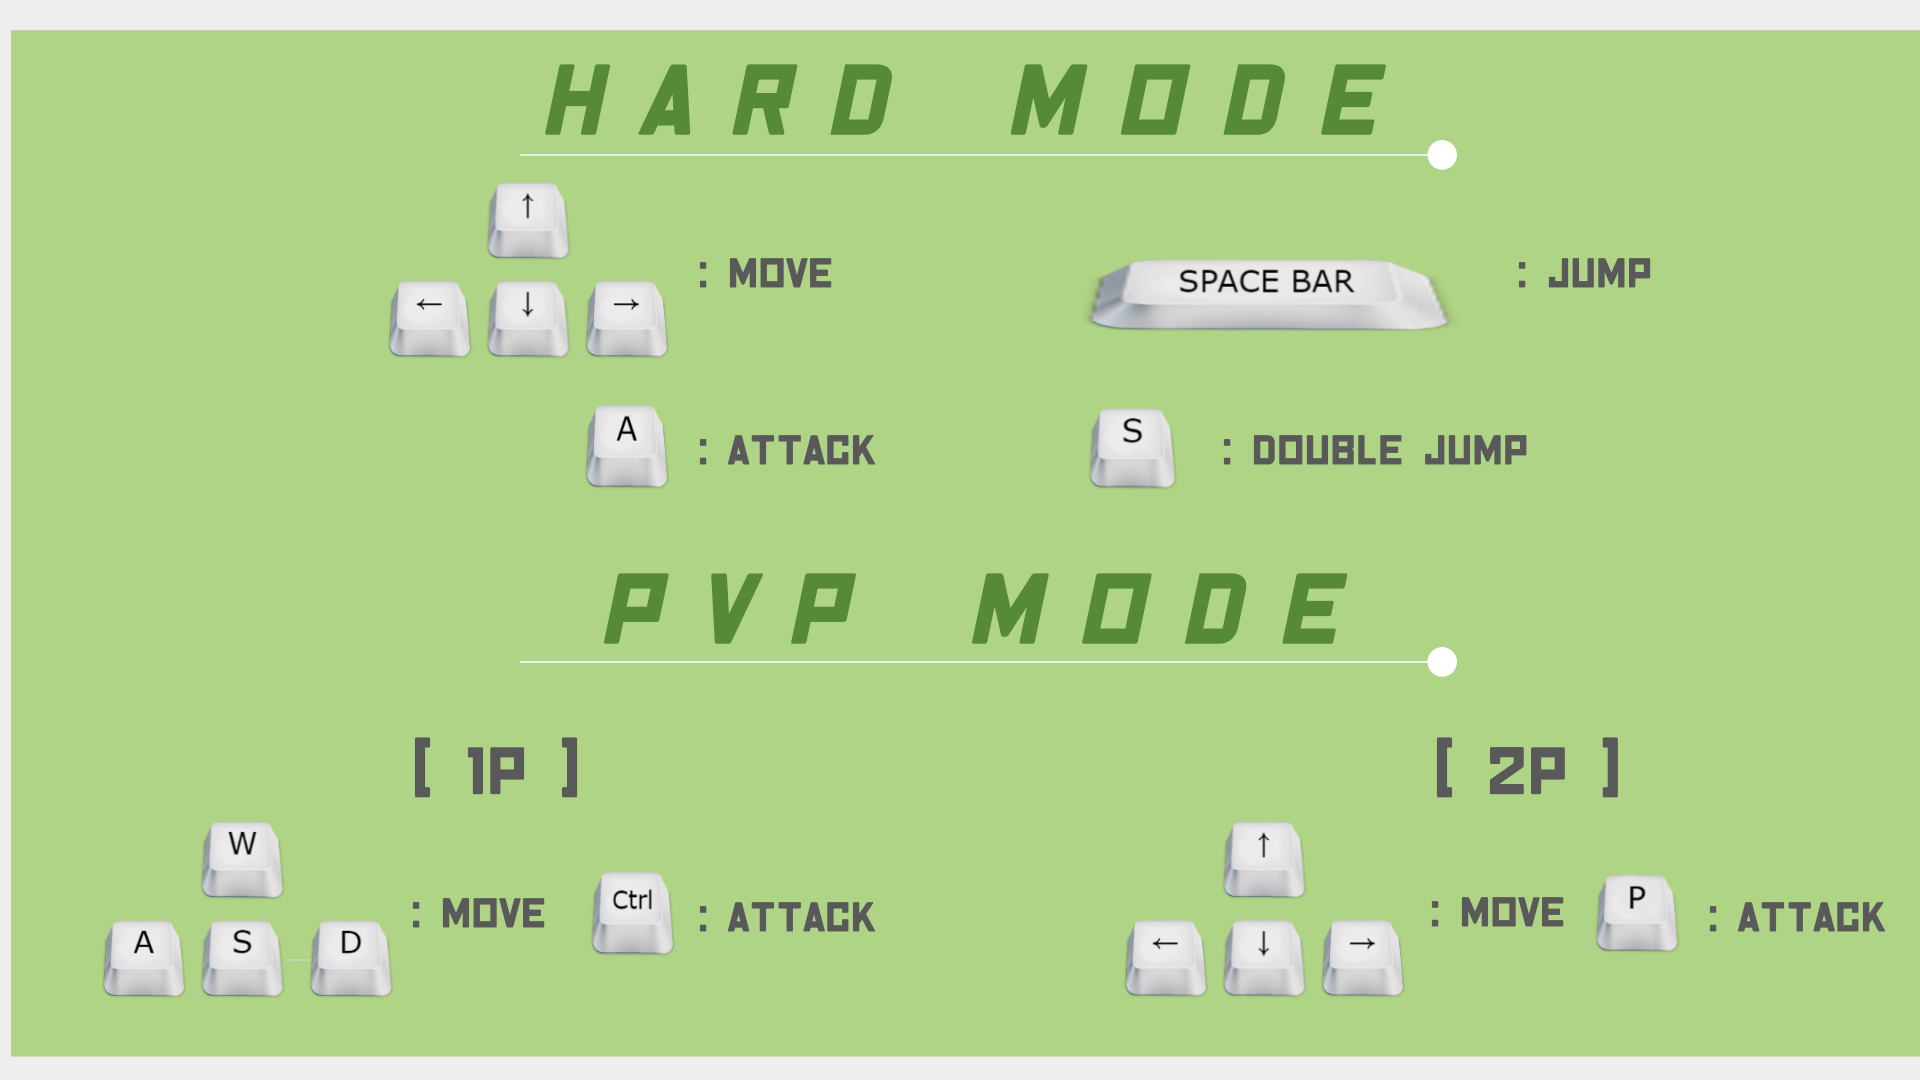 HARD MODE
↑
← ↓ →
: MOVE
SPACE BAR
: JUMP
A
: ATTACK
S
: DOUBLE JUMP
PVP MODE
[ 1P ]
W
A S D
: MOVE
Ctrl
: ATTACK
[ 2P ]
↑
← ↓ →
: MOVE
P
: ATTACK